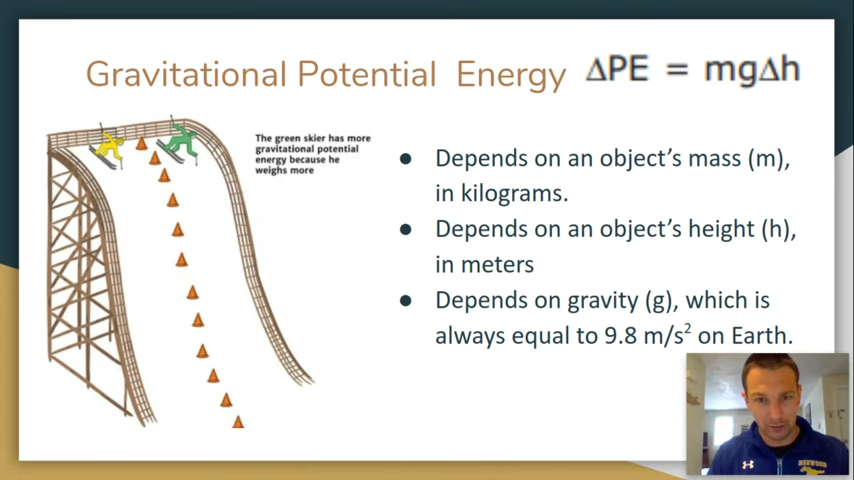 Gravitational Potential Energy ΔPE = mgΔh
The green skier has more
gravitational potential
energy because he
weighs more
● Depends on an object’s mass (m),
in kilograms.
● Depends on an object’s height (h),
in meters
● Depends on gravity (g), which is
always equal to 9.8 m/s² on Earth.
NORWOOD